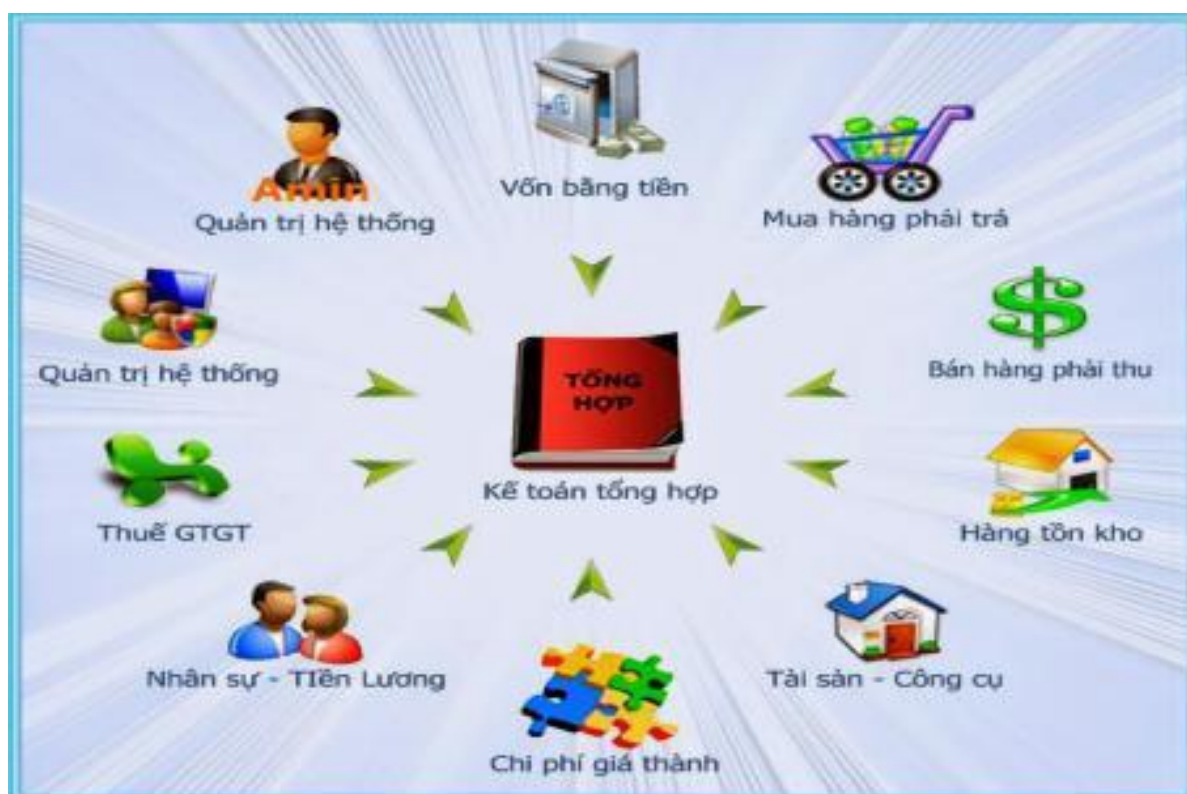 Vốn bằng tiền
Amin
Quản trị hệ thống
Mua hàng phải trả
Quản trị hệ thống
Bán hàng phải thu
TỔNG
HỢP
Kế toán tổng hợp
Thuế GTGT
Hàng tồn kho
Nhân sự - TIền Lương
Tài sản - Công cụ
Chi phí giá thành